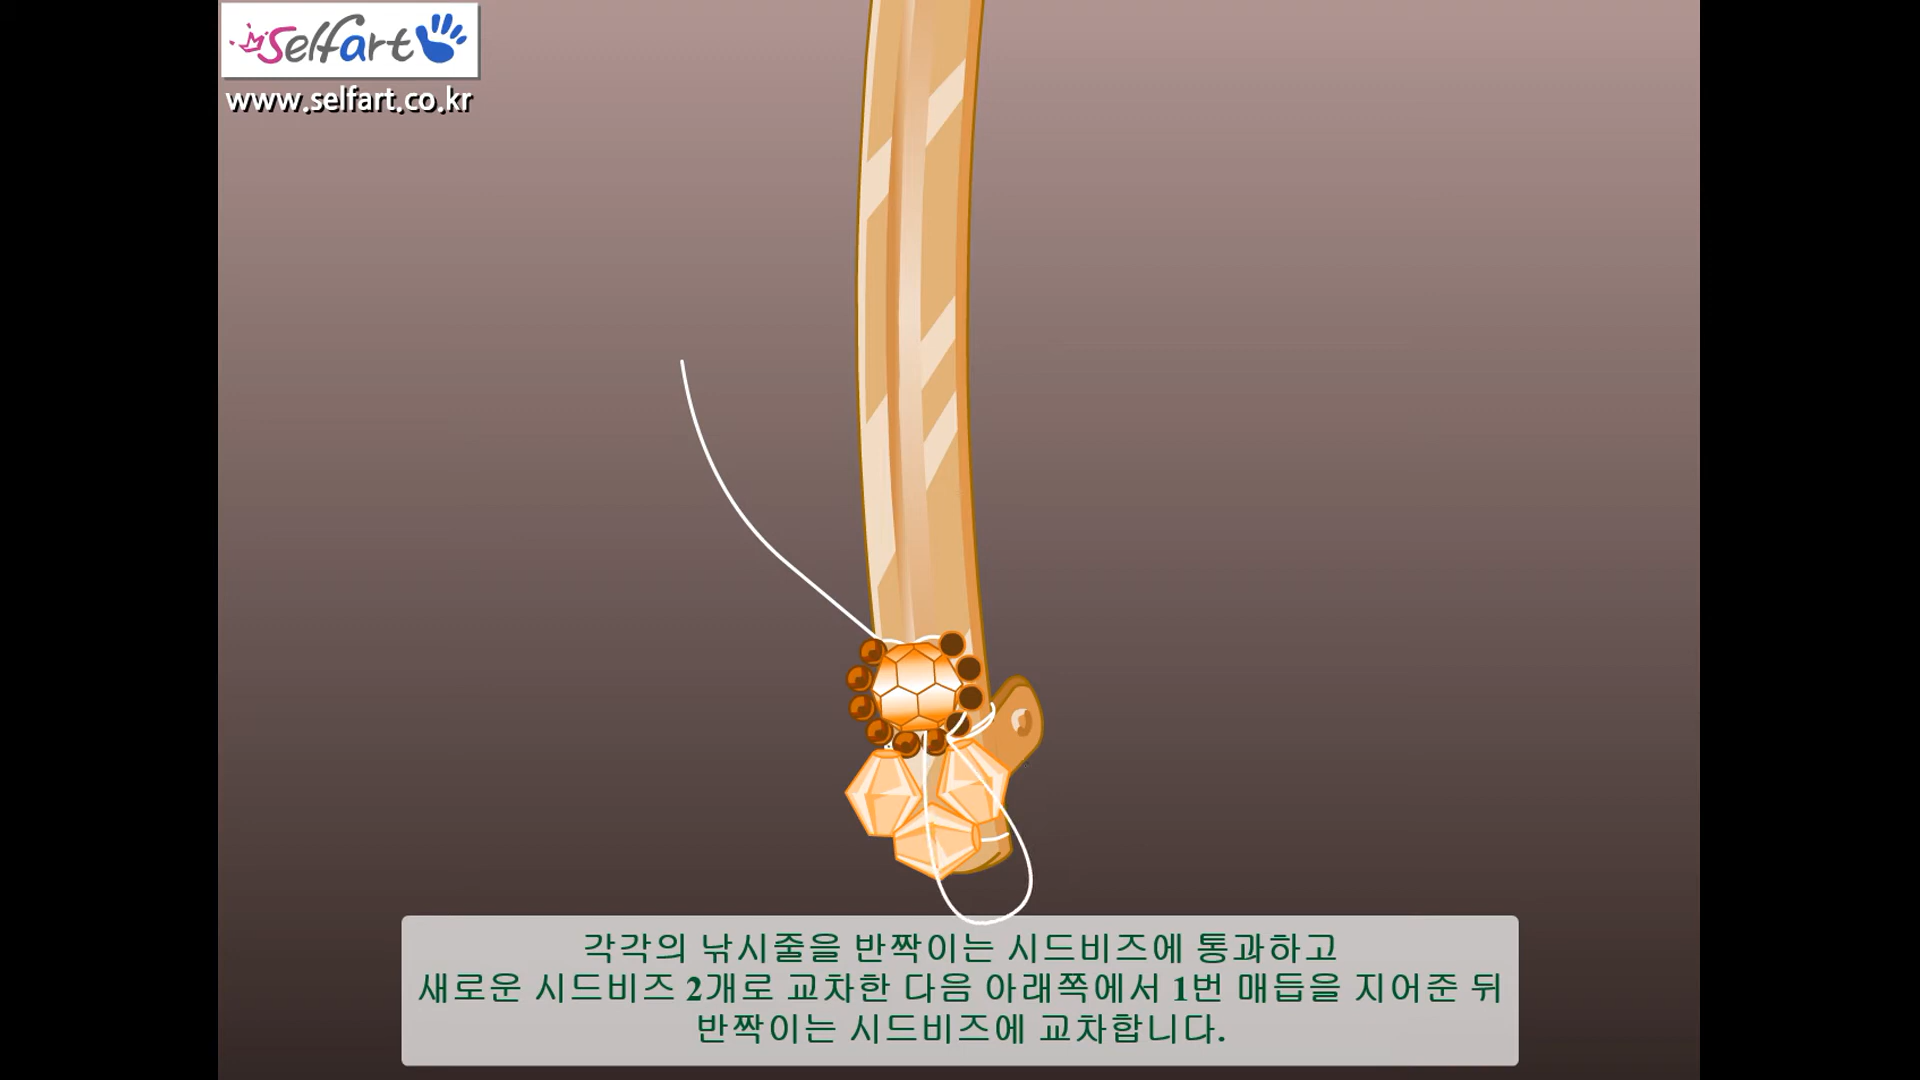 Selfart
www.selfart.co.kr
각각의 낚시줄을 반짝이는 시드비즈에 통과하고
새로운 시드비즈 2개로 교차한 다음 아래쪽에서 1번 매듭을 지어준 뒤
반짝이는 시드비즈에 교차합니다.